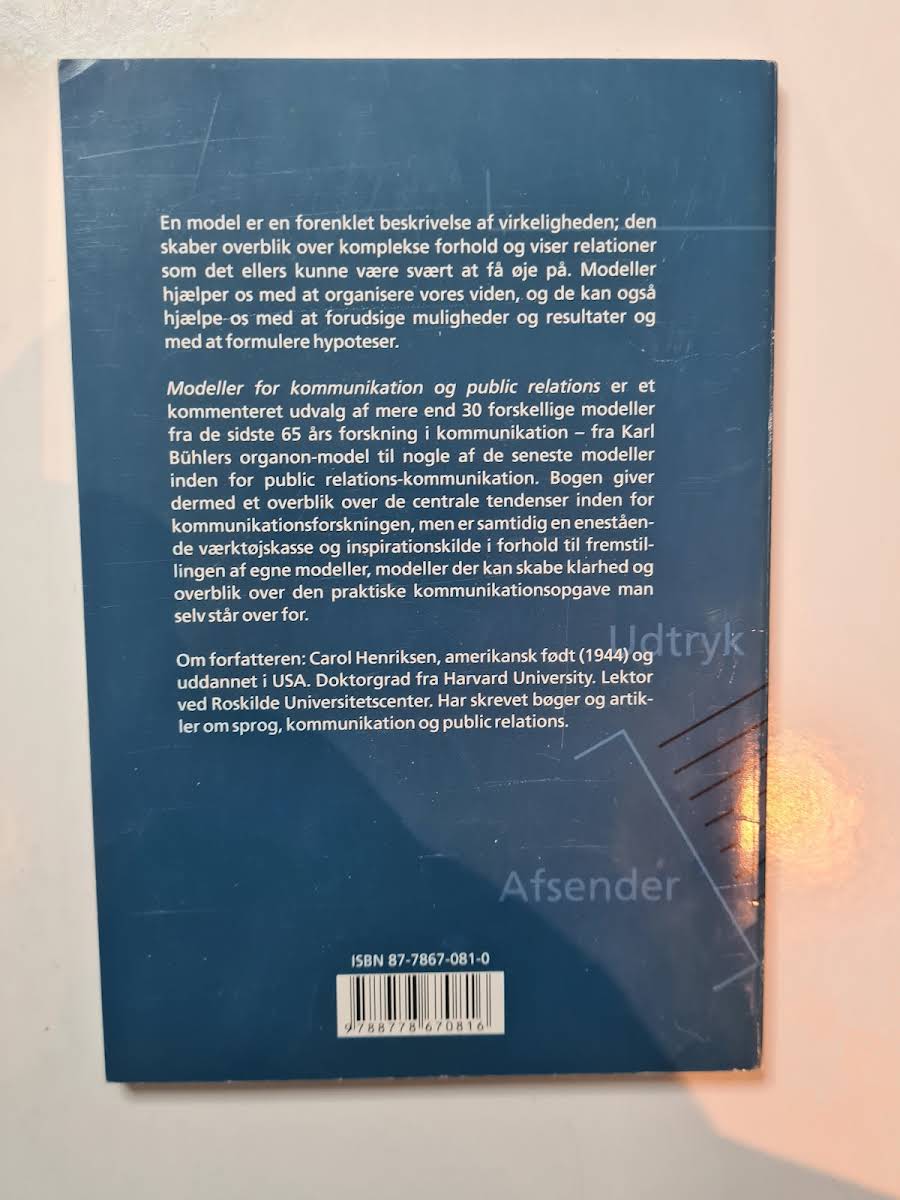 En model er en forenklet beskrivelse af virkeligheden; den
skaber overblik over komplekse forhold og viser relationer
som det ellers kunne være svært at få øje på. Modeller
hjælper os med at organisere vores viden, og de kan også
hjælpe os med at forudsige muligheder og resultater og
med at formulere hypoteser.
Modeller for kommunikation og public relations er et
kommenteret udvalg af mere end 30 forskellige modeller
fra de sidste 65 års forskning i kommunikation – fra Karl
Bühlers organon-model til nogle af de seneste modeller
inden for public relations-kommunikation. Bogen giver
dermed et overblik over de centrale tendenser inden for
kommunikationsforskningen, men er samtidig en eneståen-
de værktøjskasse og inspirationskilde i forhold til fremstil-
lingen af egne modeller, modeller der kan skabe klarhed og
overblik over den praktiske kommunikationsopgave man
selv står over for.
Udtryk
Om forfatteren: Carol Henriksen, amerikansk født (1944) og
uddannet i USA. Doktorgrad fra Harvard University. Lektor
ved Roskilde Universitetscenter. Har skrevet bøger og artik-
ler om sprog, kommunikation og public relations.
Afsender
ISBN 87-7867-081-0
9788778670816